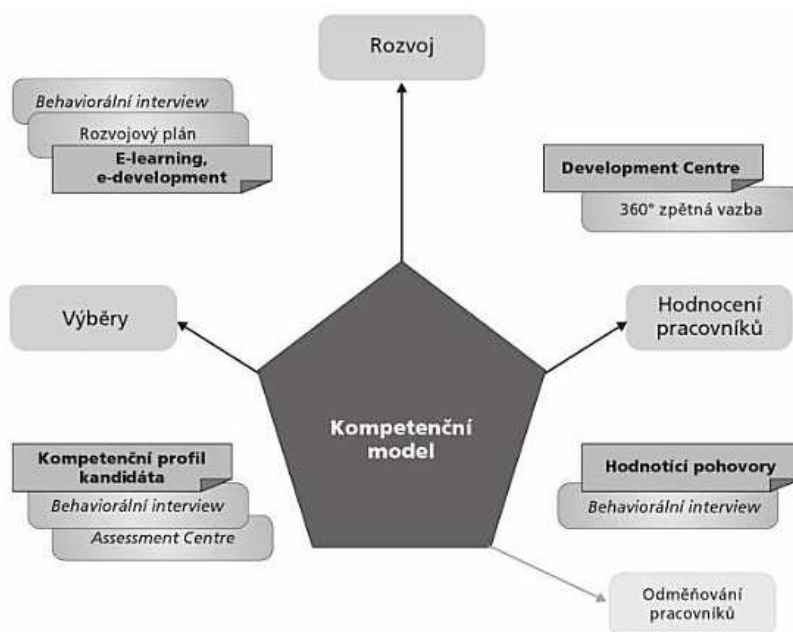 Rozvoj
Behaviorální interview
Rozvojový plán
E-learning,
e-development
Development Centre
360° zpětná vazba
Výběry
Hodnocení
pracovníků
Kompetenční
model
Kompetenční profil
kandidáta
Behaviorální interview
Assessment Centre
Hodnotící pohovory
Behaviorální interview
Odměňování
pracovníků